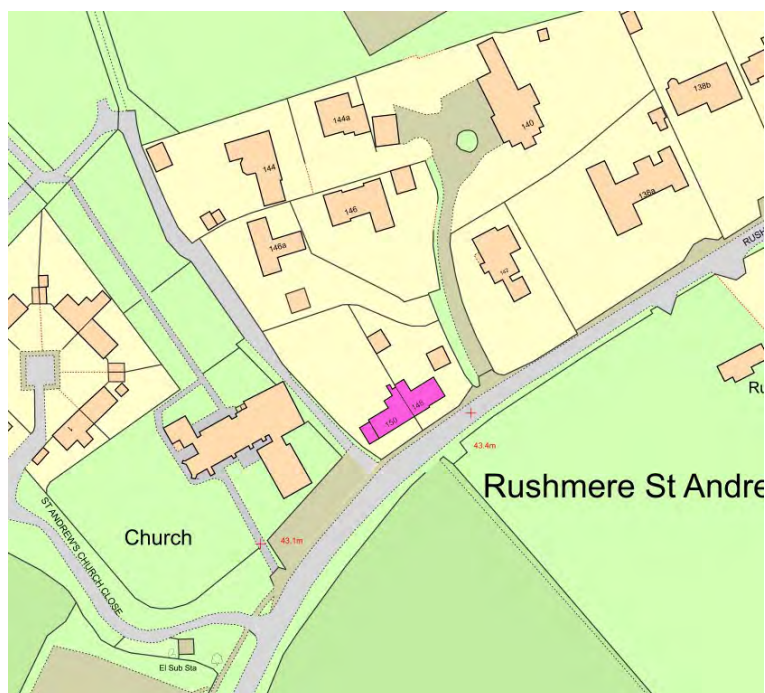 138b
144a
140
144
138a
146
146a
RUSH
142
Ru
148
150
43.4m
Rushmere St Andre
Church
43.1m
ST ANDREW'S CHURCH CLOSE
El Sub Sta